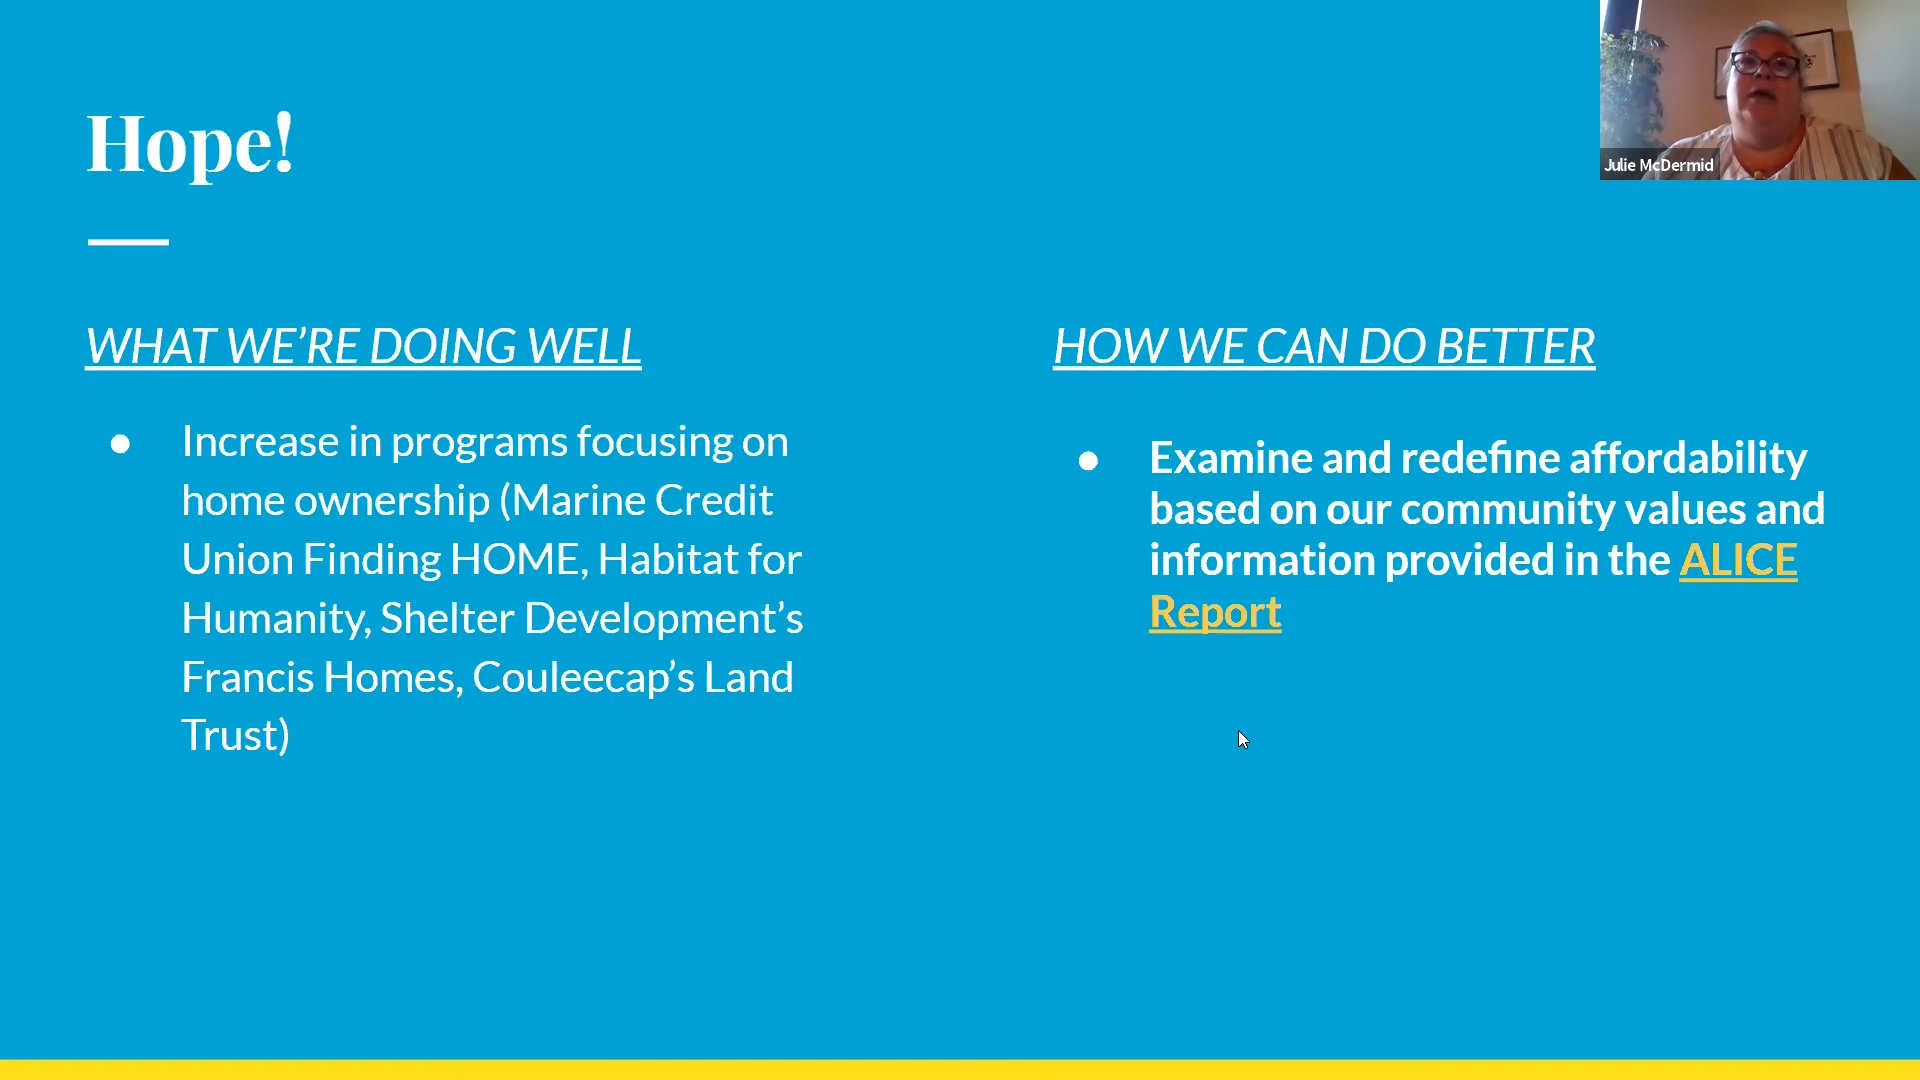 Hope!
Julie McDermid
WHAT WE’RE DOING WELL
● Increase in programs focusing on
home ownership (Marine Credit
Union Finding HOME, Habitat for
Humanity, Shelter Development’s
Francis Homes, Couleecap’s Land
Trust)
HOW WE CAN DO BETTER
● Examine and redefine affordability
based on our community values and
information provided in the ALICE
Report